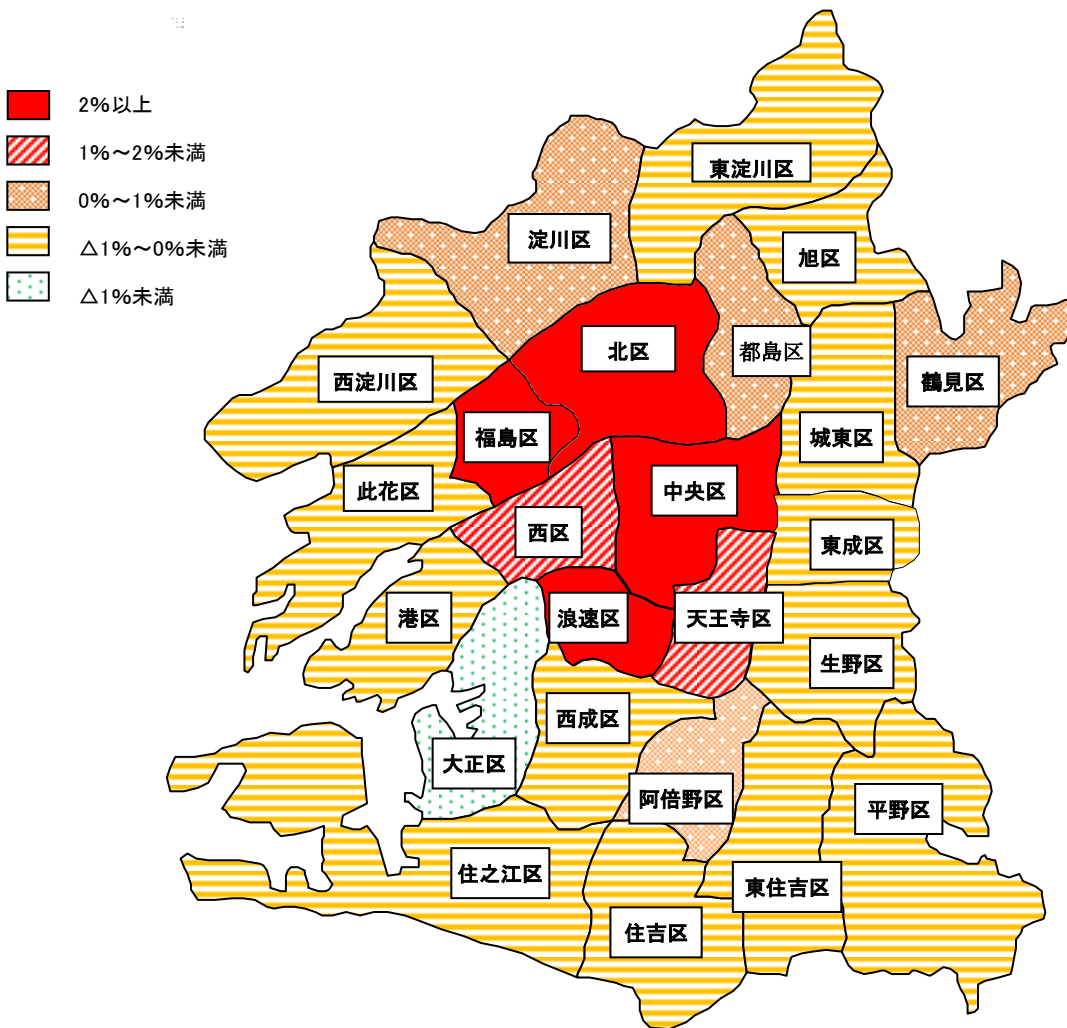 2%以上
1%～2%未満
0%～1%未満
△1%～0%未満
△1%未満
東淀川区
淀川区
旭区
北区
都島区
西淀川区
鶴見区
福島区
城東区
此花区
中央区
西区
東成区
港区
浪速区
天王寺区
生野区
西成区
大正区
阿倍野区
平野区
住之江区
東住吉区
住吉区